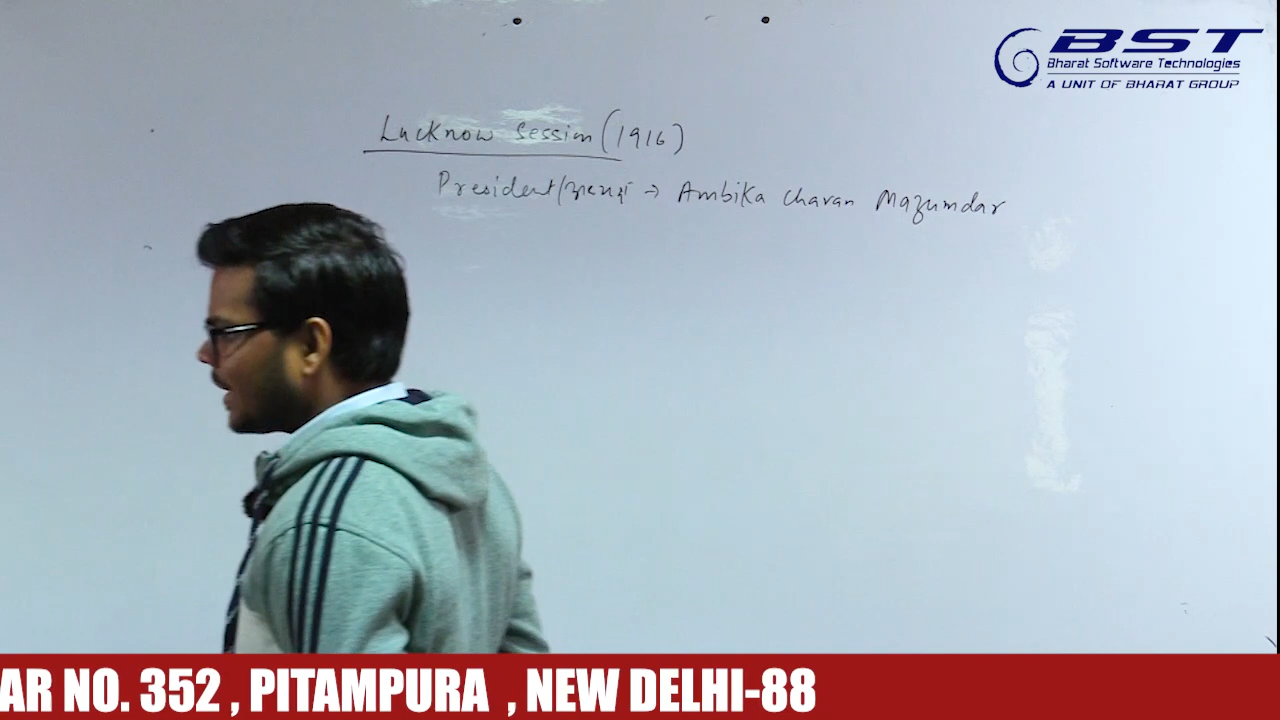 BST
Bharat Software Technologies
A UNIT OF BHARAT GROUP
Lucknow Session (1916)
President/अध्यक्ष → Ambika Charan Mazumdar
AR NO. 352 , PITAMPURA , NEW DELHI-88